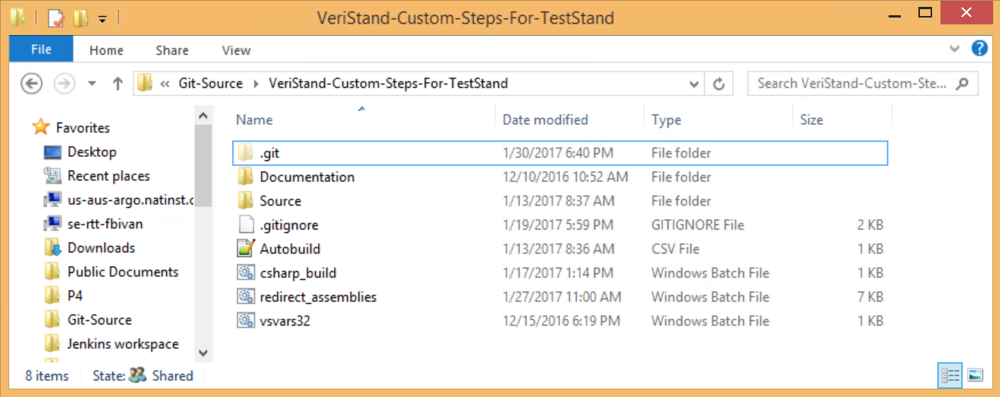 VeriStand-Custom-Steps-For-TestStand
File Home Share View
« Git-Source VeriStand-Custom-Steps-For-TestStand Search VeriStand-Custom-Ste...
Favorites
Desktop
Recent places
us-aus-argo.natinst.c
se-rtt-fbivan
Downloads
Public Documents
P4
Git-Source
Jenkins workspace
Name Date modified Type Size
.git 1/30/2017 6:40 PM File folder
Documentation 12/10/2016 10:52 AM File folder
Source 1/13/2017 8:37 AM File folder
.gitignore 1/19/2017 5:59 PM GITIGNORE File 2 KB
Autobuild 1/13/2017 8:36 AM CSV File 1 KB
csharp_build 1/17/2017 1:14 PM Windows Batch File 1 KB
redirect_assemblies 1/27/2017 11:00 AM Windows Batch File 7 KB
vsvars32 12/15/2016 6:19 PM Windows Batch File 1 KB
8 items State: Shared